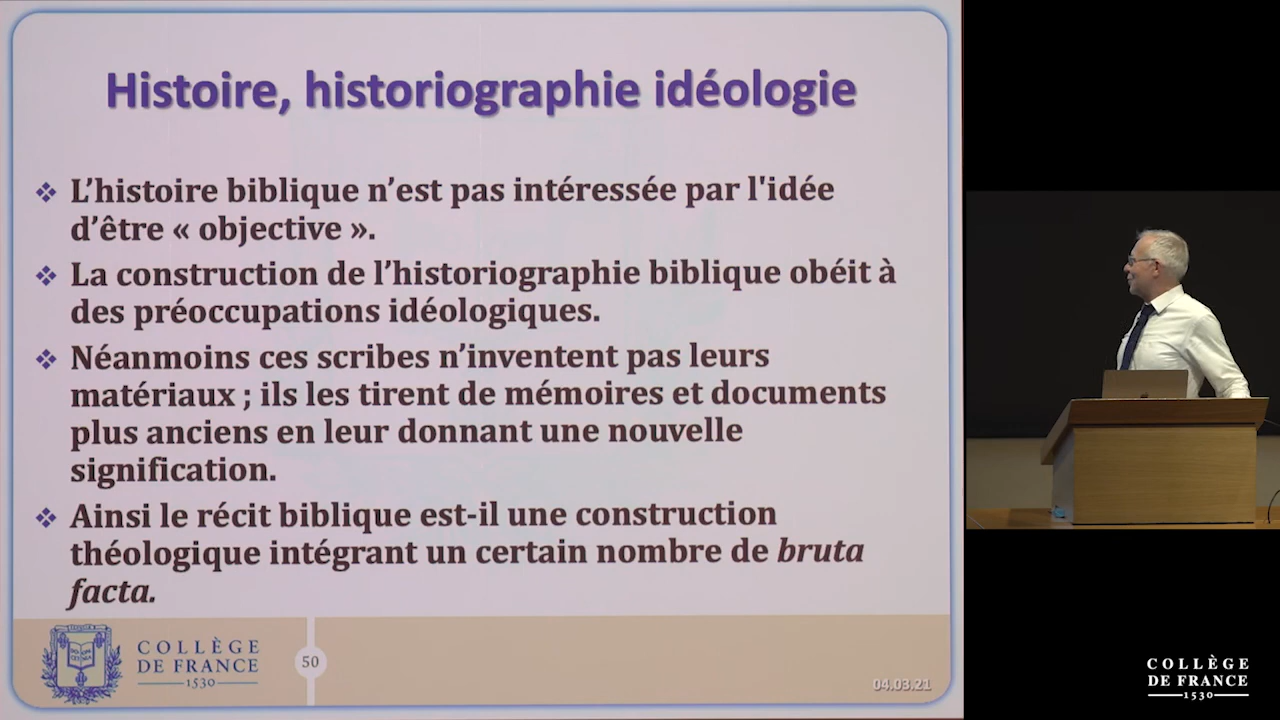 Histoire, historiographie idéologie
❖ L’histoire biblique n’est pas intéressée par l'idée
d’être « objective ».
❖ La construction de l’historiographie biblique obéit à
des préoccupations idéologiques.
❖ Néanmoins ces scribes n’inventent pas leurs
matériaux ; ils les tirent de mémoires et documents
plus anciens en leur donnant une nouvelle
signification.
❖ Ainsi le récit biblique est-il une construction
théologique intégrant un certain nombre de bruta
facta.
COLLÈGE
DE FRANCE
1530
50
04.03.21
COLLÈGE
DE FRANCE
1530